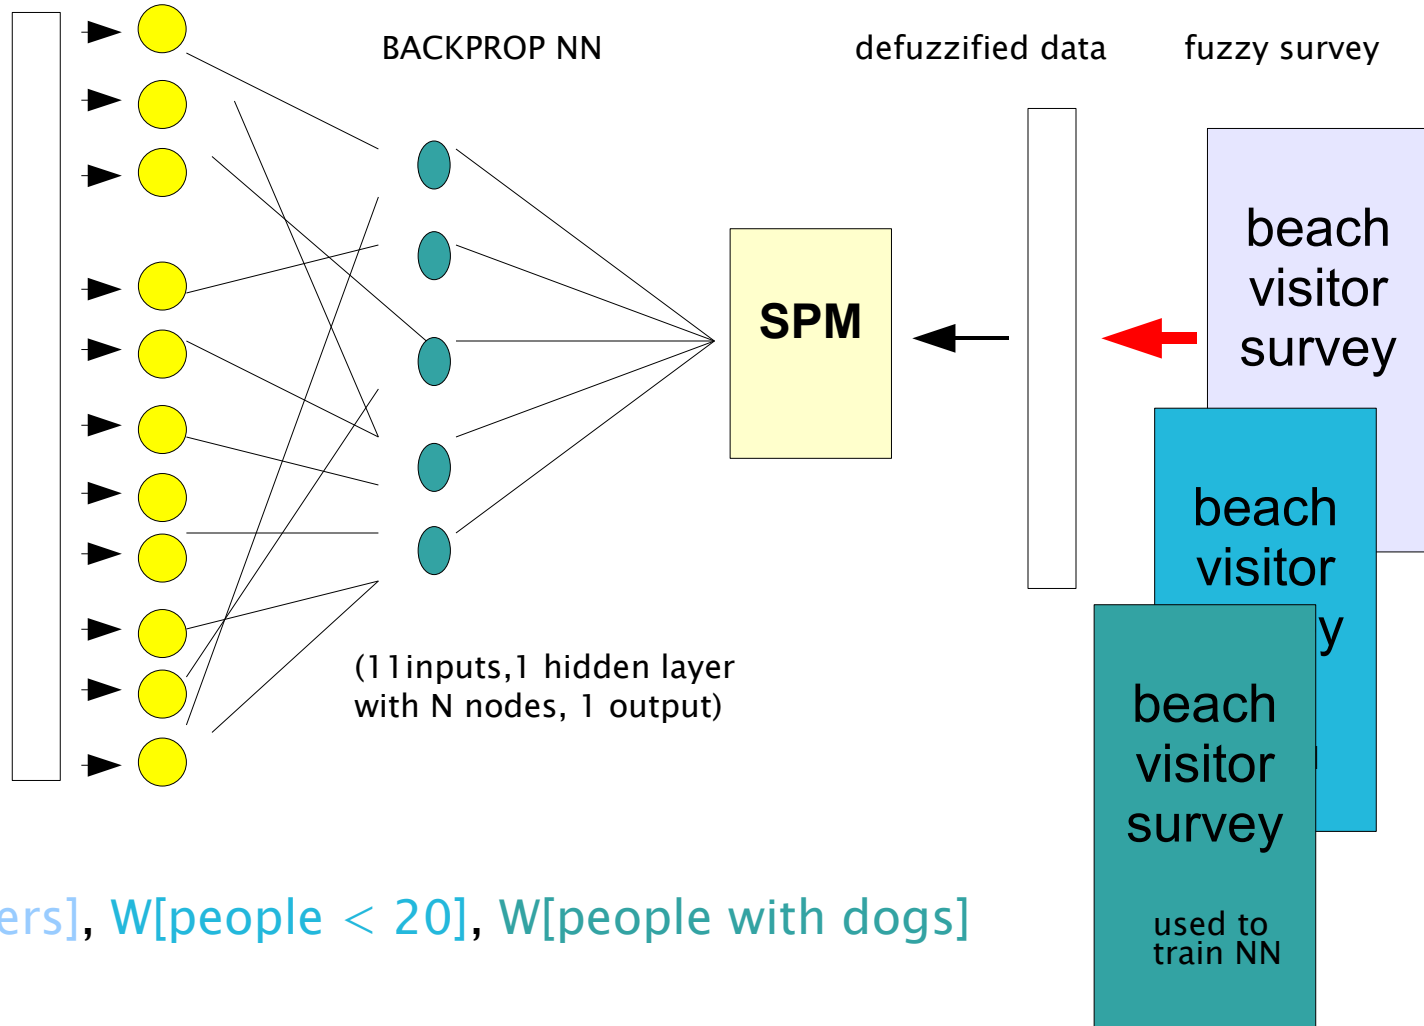 BACKPROP NN
defuzzified data
fuzzy survey
beach
visitor
survey
SPM
beach
visitor
y
(11inputs,1 hidden layer
with N nodes, 1 output)
beach
visitor
survey
used to
train NN
ers], W[people < 20], W[people with dogs]